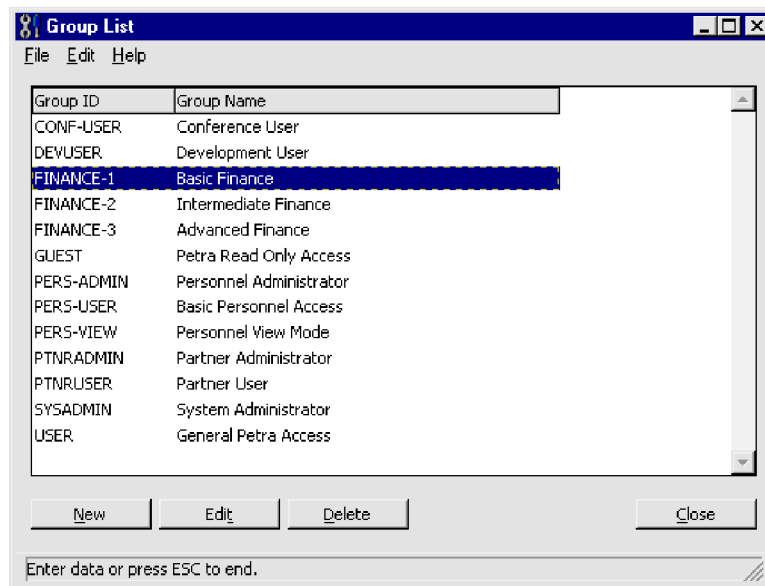 Group List
File Edit Help
Group ID Group Name
CONF-USER Conference User
DEVUSER Development User
FINANCE-1 Basic Finance
FINANCE-2 Intermediate Finance
FINANCE-3 Advanced Finance
GUEST Petra Read Only Access
PERS-ADMIN Personnel Administrator
PERS-USER Basic Personnel Access
PERS-VIEW Personnel View Mode
PTNRADMIN Partner Administrator
PTNRUSER Partner User
SYSADMIN System Administrator
USER General Petra Access
New Edit Delete Close
Enter data or press ESC to end.